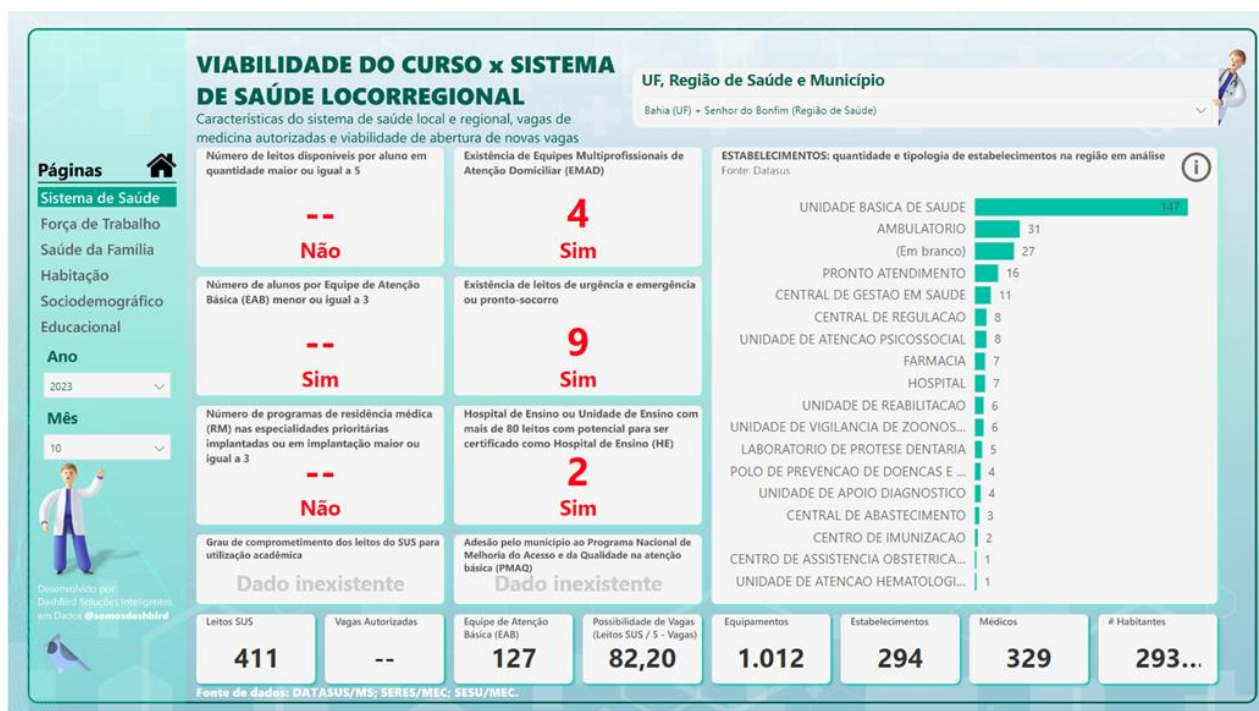 VIABILIDADE DO CURSO x SISTEMA
DE SAÚDE LOCORREGIONAL
Características do sistema de saúde local e regional, vagas de
medicina autorizadas e viabilidade de abertura de novas vagas
UF, Região de Saúde e Município
Bahia (UF) + Senhor do Bonfim (Região de Saúde)
Páginas
Sistema de Saúde
Força de Trabalho
Saúde da Família
Habitação
Sociodemográfico
Educacional
Ano
2023
Mês
10
Desenvolvido por:
DashBird Soluções Inteligentes
em Dados @somosdashbird
Número de leitos disponíveis por aluno em
quantidade maior ou igual a 5
--
Não
Existência de Equipes Multiprofissionais de
Atenção Domiciliar (EMAD)
4
Sim
Número de alunos por Equipe de Atenção
Básica (EAB) menor ou igual a 3
--
Sim
Existência de leitos de urgência e emergência
ou pronto-socorro
9
Sim
Número de programas de residência médica
(RM) nas especialidades prioritárias
implantadas ou em implantação maior ou
igual a 3
--
Não
Hospital de Ensino ou Unidade de Ensino com
mais de 80 leitos com potencial para ser
certificado como Hospital de Ensino (HE)
2
Sim
Grau de comprometimento dos leitos do SUS para
utilização acadêmica
Dado inexistente
Adesão pelo município ao Programa Nacional de
Melhoria do Acesso e da Qualidade na atenção
básica (PMAQ)
Dado inexistente
ESTABELECIMENTOS: quantidade e tipologia de estabelecimentos na região em análise
Fonte: Datasus
UNIDADE BASICA DE SAUDE 147
AMBULATORIO 31
(Em branco) 27
PRONTO ATENDIMENTO 16
CENTRAL DE GESTAO EM SAUDE 11
CENTRAL DE REGULACAO 8
UNIDADE DE ATENCAO PSICOSSOCIAL 8
FARMACIA 7
HOSPITAL 7
UNIDADE DE REABILITACAO 6
UNIDADE DE VIGILANCIA DE ZOONOS... 6
LABORATORIO DE PROTESE DENTARIA 5
POLO DE PREVENCAO DE DOENCAS E ... 4
UNIDADE DE APOIO DIAGNOSTICO 4
CENTRAL DE ABASTECIMENTO 3
CENTRO DE IMUNIZACAO 2
CENTRO DE ASSISTENCIA OBSTETRICA... 1
UNIDADE DE ATENCAO HEMATOLOGI... 1
Leitos SUS
411
Vagas Autorizadas
--
Equipe de Atenção
Básica (EAB)
127
Possibilidade de Vagas
(Leitos SUS / 5 - Vagas)
82,20
Equipamentos
1.012
Estabelecimentos
294
Médicos
329
# Habitantes
293...
Fonte de dados: DATASUS/MS; SERES/MEC; SESU/MEC.